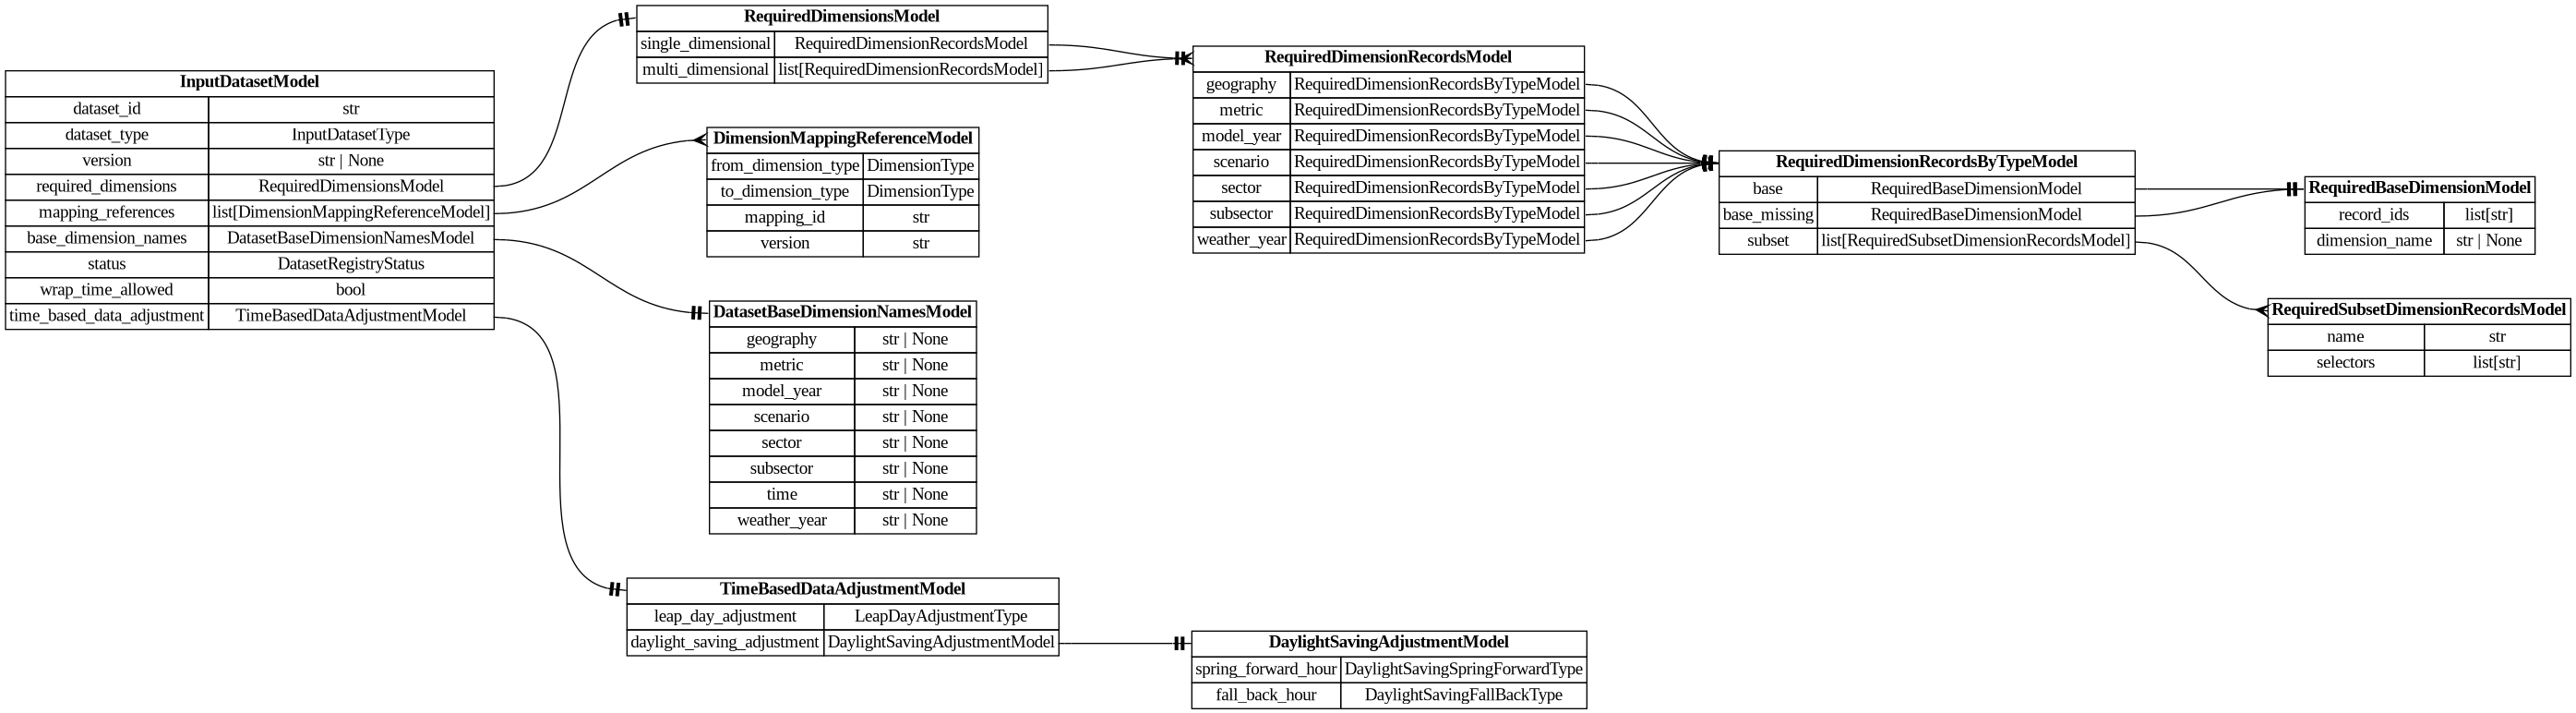 InputDatasetModel
dataset_id str
dataset_type InputDatasetType
version str | None
required_dimensions RequiredDimensionsModel
mapping_references list[DimensionMappingReferenceModel]
base_dimension_names DatasetBaseDimensionNamesModel
status DatasetRegistryStatus
wrap_time_allowed bool
time_based_data_adjustment TimeBasedDataAdjustmentModel
RequiredDimensionsModel
single_dimensional RequiredDimensionRecordsModel
multi_dimensional list[RequiredDimensionRecordsModel]
DimensionMappingReferenceModel
from_dimension_type DimensionType
to_dimension_type DimensionType
mapping_id str
version str
DatasetBaseDimensionNamesModel
geography str | None
metric str | None
model_year str | None
scenario str | None
sector str | None
subsector str | None
time str | None
weather_year str | None
TimeBasedDataAdjustmentModel
leap_day_adjustment LeapDayAdjustmentType
daylight_saving_adjustment DaylightSavingAdjustmentModel
RequiredDimensionRecordsModel
geography RequiredDimensionRecordsByTypeModel
metric RequiredDimensionRecordsByTypeModel
model_year RequiredDimensionRecordsByTypeModel
scenario RequiredDimensionRecordsByTypeModel
sector RequiredDimensionRecordsByTypeModel
subsector RequiredDimensionRecordsByTypeModel
weather_year RequiredDimensionRecordsByTypeModel
DaylightSavingAdjustmentModel
spring_forward_hour DaylightSavingSpringForwardType
fall_back_hour DaylightSavingFallBackType
RequiredDimensionRecordsByTypeModel
base RequiredBaseDimensionModel
base_missing RequiredBaseDimensionModel
subset list[RequiredSubsetDimensionRecordsModel]
RequiredBaseDimensionModel
record_ids list[str]
dimension_name str | None
RequiredSubsetDimensionRecordsModel
name str
selectors list[str]